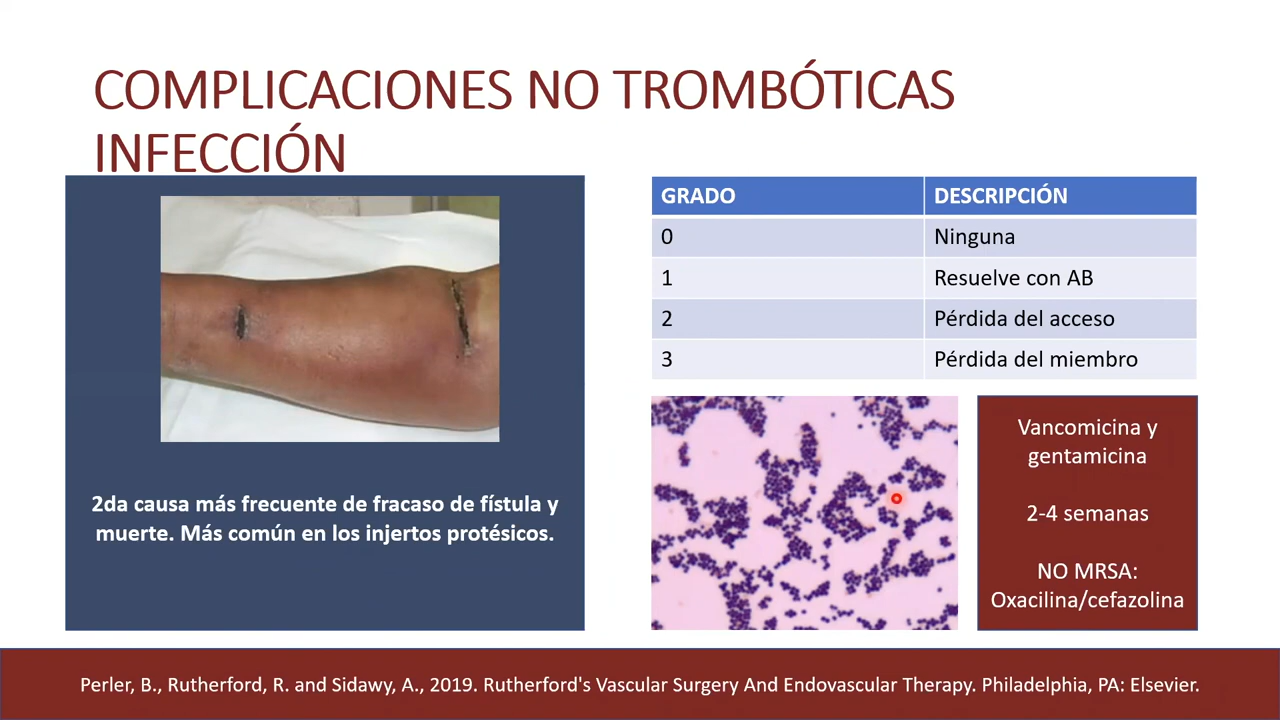 COMPLICACIONES NO TROMBÓTICAS
INFECCIÓN
2da causa más frecuente de fracaso de fístula y
muerte. Más común en los injertos protésicos.
GRADO DESCRIPCIÓN
0 Ninguna
1 Resuelve con AB
2 Pérdida del acceso
3 Pérdida del miembro
Vancomicina y
gentamicina
2-4 semanas
NO MRSA:
Oxacilina/cefazolina
Perler, B., Rutherford, R. and Sidawy, A., 2019. Rutherford's Vascular Surgery And Endovascular Therapy. Philadelphia, PA: Elsevier.